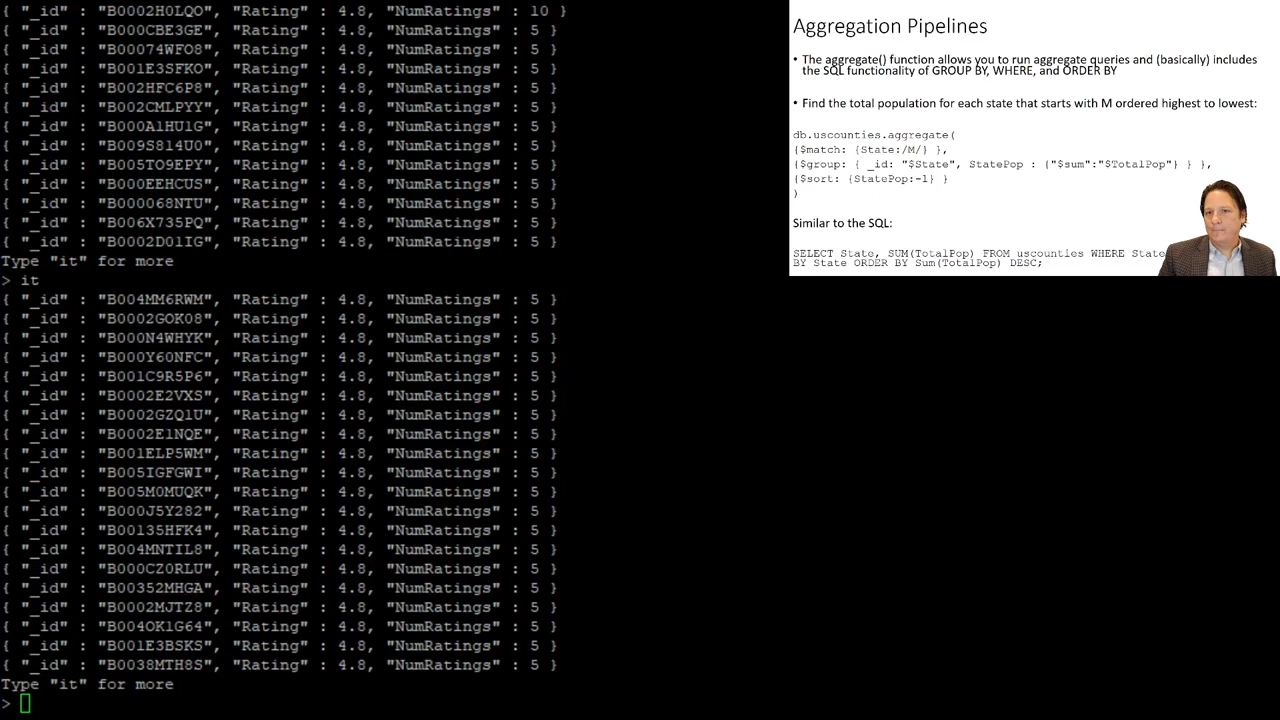 { "_id" : "B0002H0LQO", "Rating" : 4.8, "NumRatings" : 10 }
{ "_id" : "B000CBE3GE", "Rating" : 4.8, "NumRatings" : 5 }
{ "_id" : "B00074WFO8", "Rating" : 4.8, "NumRatings" : 5 }
{ "_id" : "B001E3SFKO", "Rating" : 4.8, "NumRatings" : 5 }
{ "_id" : "B002HFC6P8", "Rating" : 4.8, "NumRatings" : 5 }
{ "_id" : "B002CMLPYY", "Rating" : 4.8, "NumRatings" : 5 }
{ "_id" : "B000A1HU1G", "Rating" : 4.8, "NumRatings" : 5 }
{ "_id" : "B009S814U0", "Rating" : 4.8, "NumRatings" : 5 }
{ "_id" : "B005TO9EPY", "Rating" : 4.8, "NumRatings" : 5 }
{ "_id" : "B000EEHCUS", "Rating" : 4.8, "NumRatings" : 5 }
{ "_id" : "B000068NTU", "Rating" : 4.8, "NumRatings" : 5 }
{ "_id" : "B006X735PQ", "Rating" : 4.8, "NumRatings" : 5 }
{ "_id" : "B0002D01IG", "Rating" : 4.8, "NumRatings" : 5 }
Type "it" for more
> it
{ "_id" : "B004MM6RWM", "Rating" : 4.8, "NumRatings" : 5 }
{ "_id" : "B0002GOK08", "Rating" : 4.8, "NumRatings" : 5 }
{ "_id" : "B000N4WHYK", "Rating" : 4.8, "NumRatings" : 5 }
{ "_id" : "B000Y60NFC", "Rating" : 4.8, "NumRatings" : 5 }
{ "_id" : "B001C9R5P6", "Rating" : 4.8, "NumRatings" : 5 }
{ "_id" : "B0002E2VXS", "Rating" : 4.8, "NumRatings" : 5 }
{ "_id" : "B0002GZQ1U", "Rating" : 4.8, "NumRatings" : 5 }
{ "_id" : "B0002E1NQE", "Rating" : 4.8, "NumRatings" : 5 }
{ "_id" : "B001ELP5WM", "Rating" : 4.8, "NumRatings" : 5 }
{ "_id" : "B005IGFGWI", "Rating" : 4.8, "NumRatings" : 5 }
{ "_id" : "B005M0MUQK", "Rating" : 4.8, "NumRatings" : 5 }
{ "_id" : "B000J5Y282", "Rating" : 4.8, "NumRatings" : 5 }
{ "_id" : "B00135HFK4", "Rating" : 4.8, "NumRatings" : 5 }
{ "_id" : "B004MNTIL8", "Rating" : 4.8, "NumRatings" : 5 }
{ "_id" : "B000CZ0RLU", "Rating" : 4.8, "NumRatings" : 5 }
{ "_id" : "B00352MHGA", "Rating" : 4.8, "NumRatings" : 5 }
{ "_id" : "B0002MJTZ8", "Rating" : 4.8, "NumRatings" : 5 }
{ "_id" : "B004OK1G64", "Rating" : 4.8, "NumRatings" : 5 }
{ "_id" : "B001E3BSKS", "Rating" : 4.8, "NumRatings" : 5 }
{ "_id" : "B0038MTH8S", "Rating" : 4.8, "NumRatings" : 5 }
Type "it" for more
>
Aggregation Pipelines
• The aggregate() function allows you to run aggregate queries and (basically) includes
the SQL functionality of GROUP BY, WHERE, and ORDER BY
• Find the total population for each state that starts with M ordered highest to lowest:
db.uscounties.aggregate(
{$match: {State:/M/} },
{$group: { _id: "$State", StatePop : {"$sum":"$TotalPop"} } },
{$sort: {StatePop:-1} }
)
Similar to the SQL:
SELECT State, SUM(TotalPop) FROM uscounties WHERE State
BY State ORDER BY Sum(TotalPop) DESC;